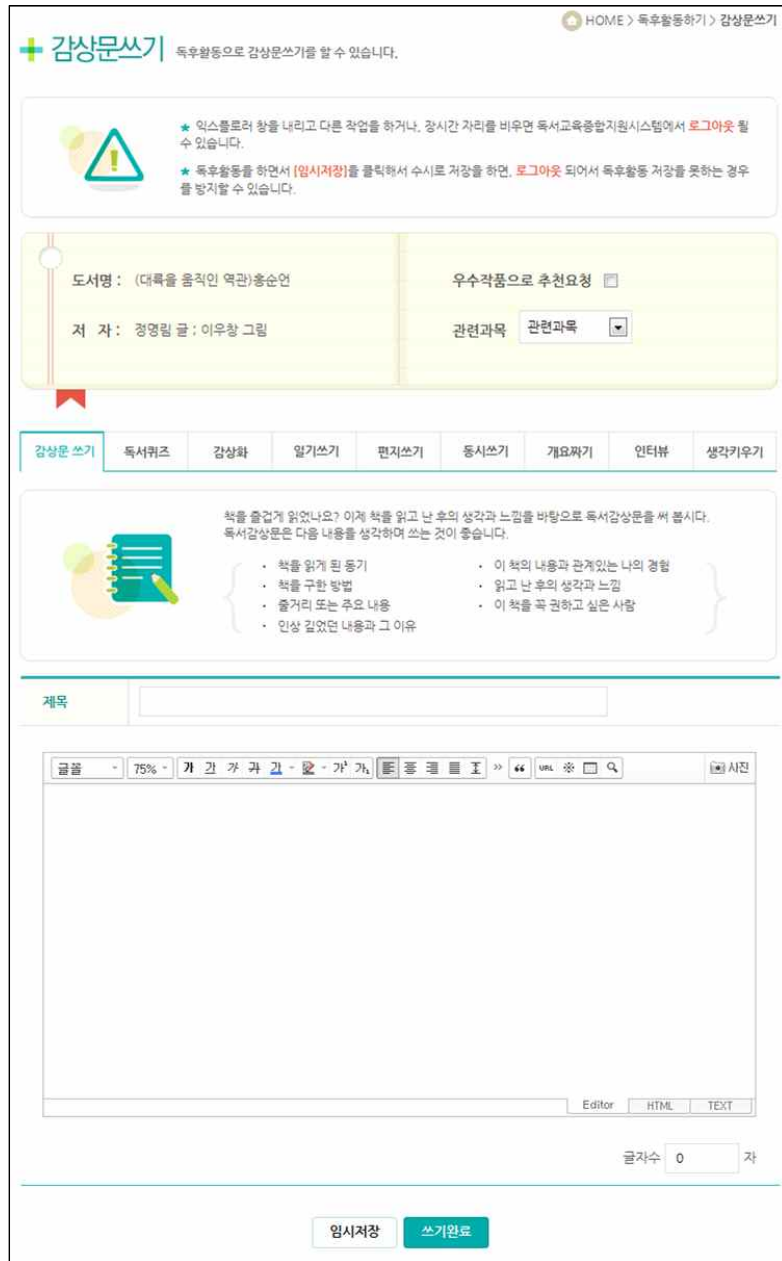 HOME > 독후활동하기 > 감상문쓰기
감상문쓰기 독후활동으로 감상문쓰기를 할 수 있습니다.
★ 익스플로러 창을 내리고 다른 작업을 하거나, 장시간 자리를 비우면 독서교육종합지원시스템에서 로그아웃 될
수 있습니다.
★ 독후활동을 하면서 [임시저장]을 클릭해서 수시로 저장을 하면, 로그아웃 되어서 독후활동 저장을 못하는 경우
를 방지할 수 있습니다.
도서명 : (대륙을 움직인 역관)홍순언 우수작품으로 추천요청
저 자 : 정명림 글 ; 이우창 그림 관련과목 관련과목
감상문 쓰기 독서퀴즈 감상화 일기쓰기 편지쓰기 동시쓰기 개요짜기 인터뷰 생각키우기
책을 즐겁게 읽었나요? 이제 책을 읽고 난 후의 생각과 느낌을 바탕으로 독서감상문을 써 봅시다.
독서감상문은 다음 내용을 생각하며 쓰는 것이 좋습니다.
· 책을 읽게 된 동기 · 이 책의 내용과 관계있는 나의 경험
· 책을 구한 방법 · 읽고 난 후의 생각과 느낌
· 줄거리 또는 주요 내용 · 이 책을 꼭 권하고 싶은 사람
· 인상 깊었던 내용과 그 이유
제목
글꼴 75% 가 가 가 가 가 가¹ 가₁ » “ URL ※ 사진
Editor HTML TEXT
글자수 0 자
임시저장 쓰기완료